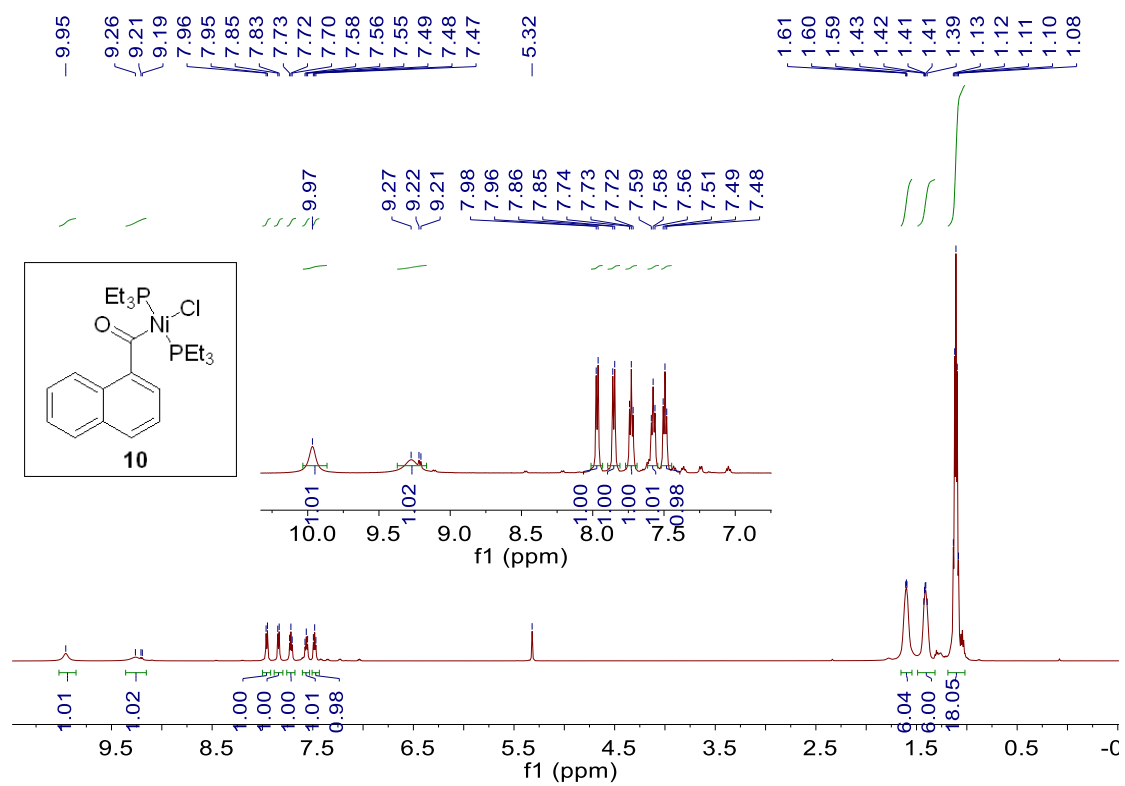 9.95 9.26 9.21 9.19 7.96 7.95 7.85 7.83 7.73 7.72 7.70 7.58 7.56 7.55 7.49 7.48 7.47 5.32 1.61 1.60 1.59 1.43 1.42 1.41 1.41 1.39 1.13 1.12 1.11 1.10 1.08
9.97 9.27 9.22 9.21 7.98 7.96 7.86 7.85 7.74 7.73 7.72 7.59 7.58 7.56 7.51 7.49 7.48
Et3P
O Ni Cl
PEt3
10
1.01 1.02 1.00 1.00 1.00 1.01 0.98
10.0 9.5 9.0 8.5 8.0 7.5 7.0
f1 (ppm)
1.01 1.02 1.00 1.00 1.00 1.01 0.98 6.04 6.00 18.05
9.5 8.5 7.5 6.5 5.5 4.5 3.5 2.5 1.5 0.5
f1 (ppm)